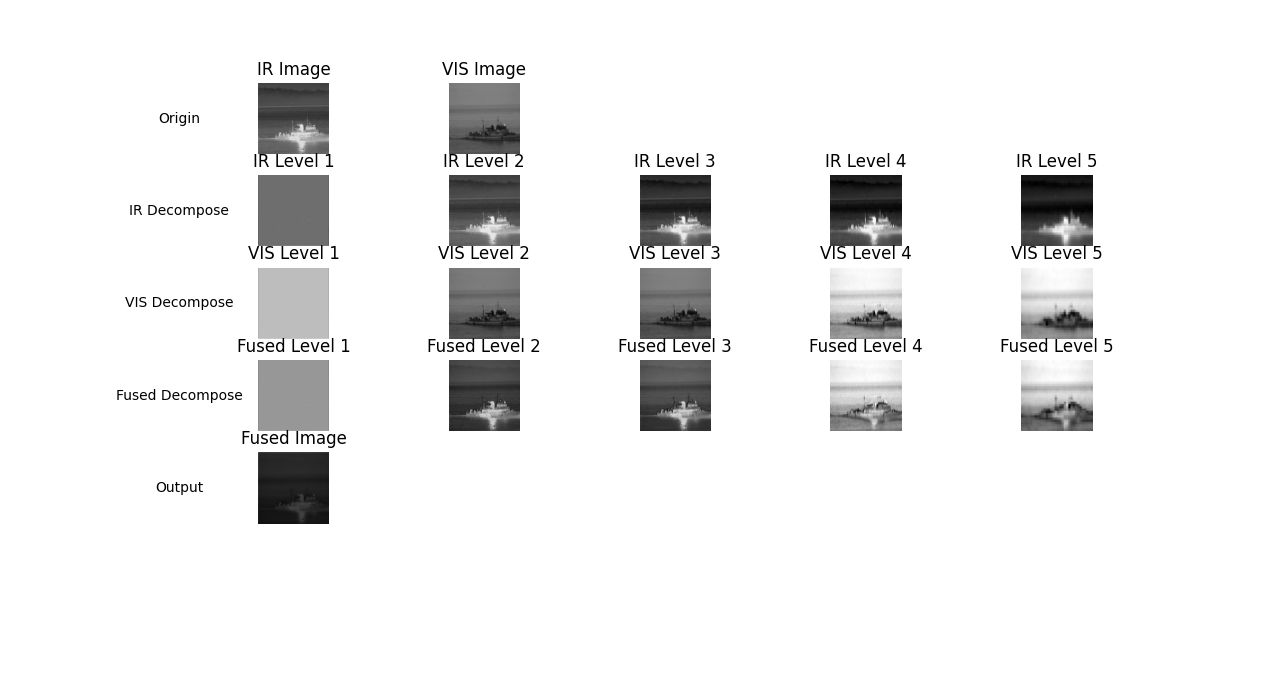 IR Image
VIS Image
Origin
IR Level 1
IR Level 2
IR Level 3
IR Level 4
IR Level 5
IR Decompose
VIS Level 1
VIS Level 2
VIS Level 3
VIS Level 4
VIS Level 5
VIS Decompose
Fused Level 1
Fused Level 2
Fused Level 3
Fused Level 4
Fused Level 5
Fused Decompose
Fused Image
Output